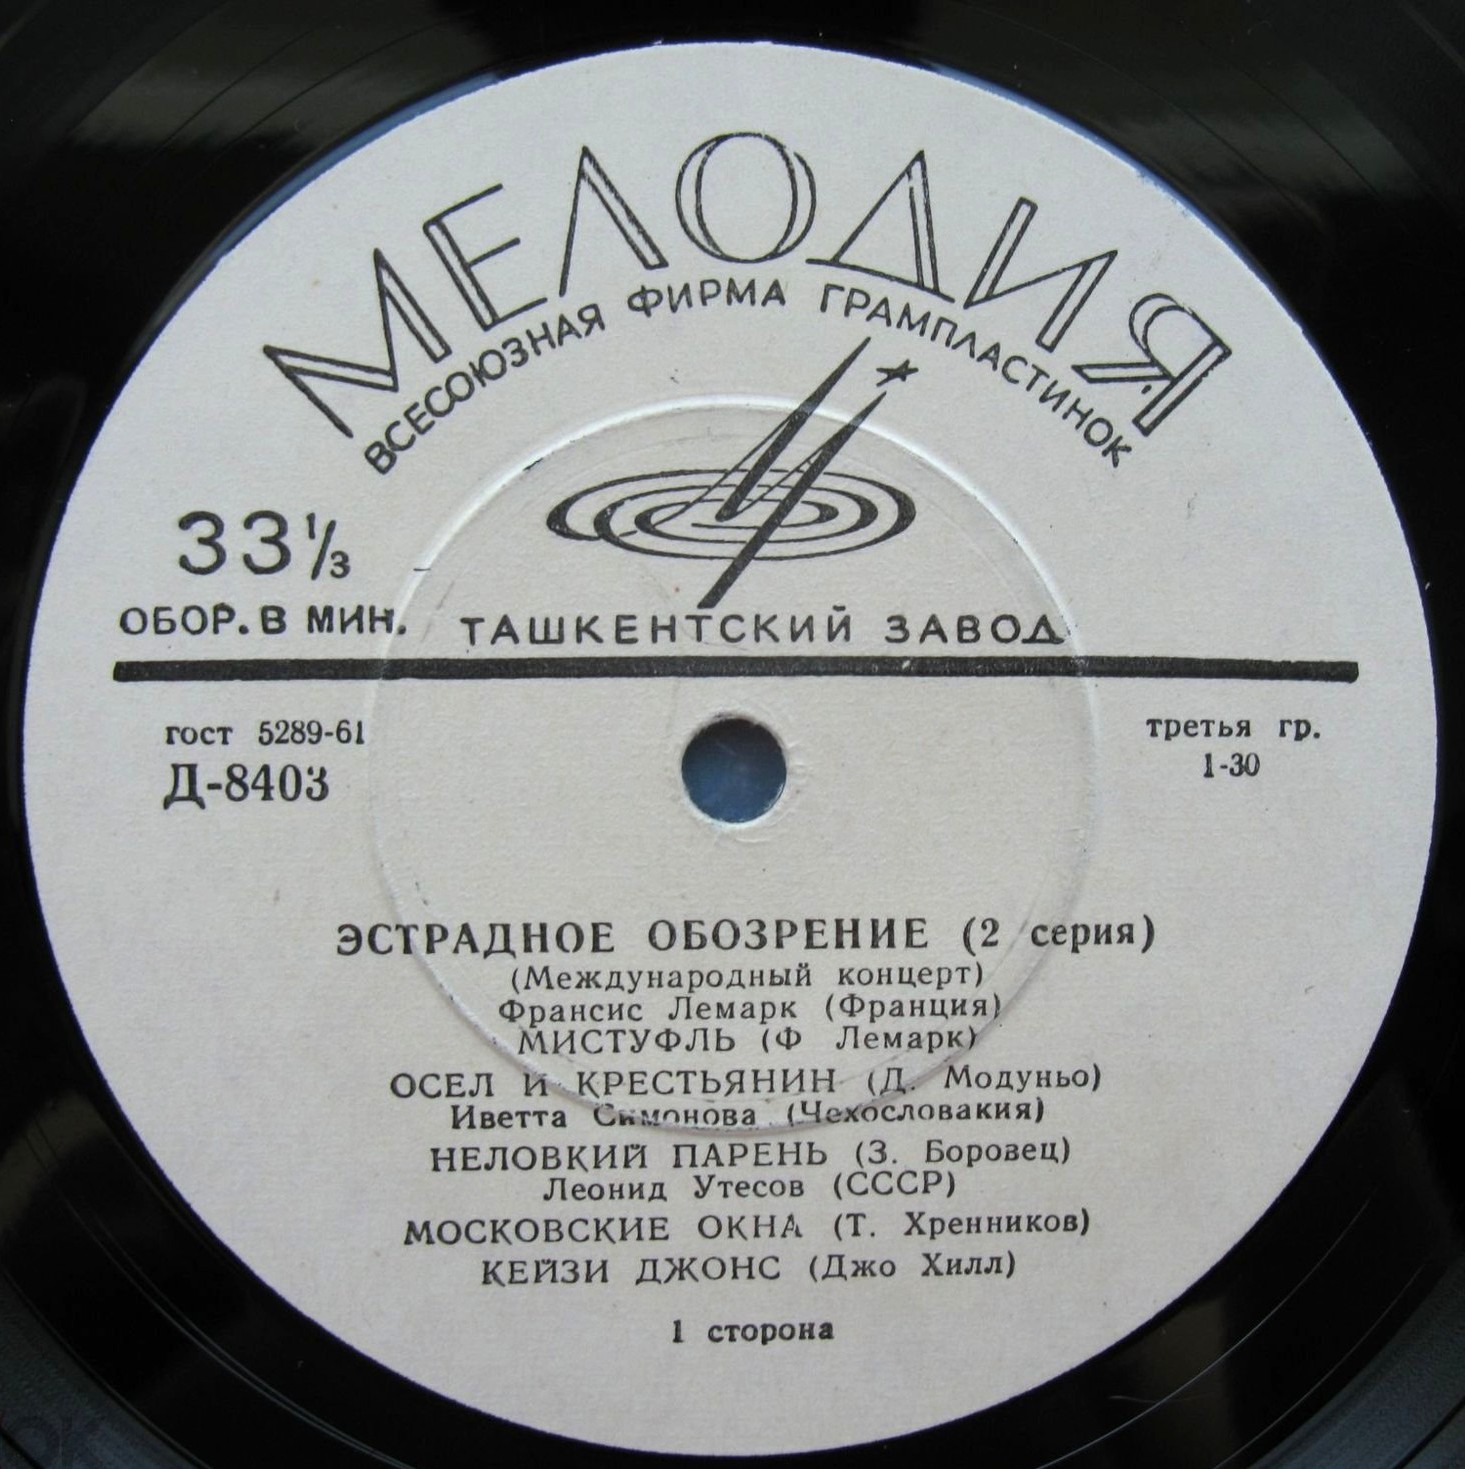 МЕЛОДИЯ
ВСЕСОЮЗНАЯ ФИРМА ГРАМПЛАСТИНОК
33 1/3
ОБОР. В МИН.
ТАШКЕНТСКИЙ ЗАВОД
гост 5289-61
третья гр.
Д-8403
1-30
ЭСТРАДНОЕ ОБОЗРЕНИЕ (2 серия)
(Международный концерт)
Франсис Лемарк (Франция)
МИСТУФЛЬ (Ф Лемарк)
ОСЕЛ И КРЕСТЬЯНИН (Д. Модуньо)
Иветта Симонова (Чехословакия)
НЕЛОВКИЙ ПАРЕНЬ (З. Боровец)
Леонид Утесов (СССР)
МОСКОВСКИЕ ОКНА (Т. Хренников)
КЕЙЗИ ДЖОНС (Джо Хилл)
1 сторона